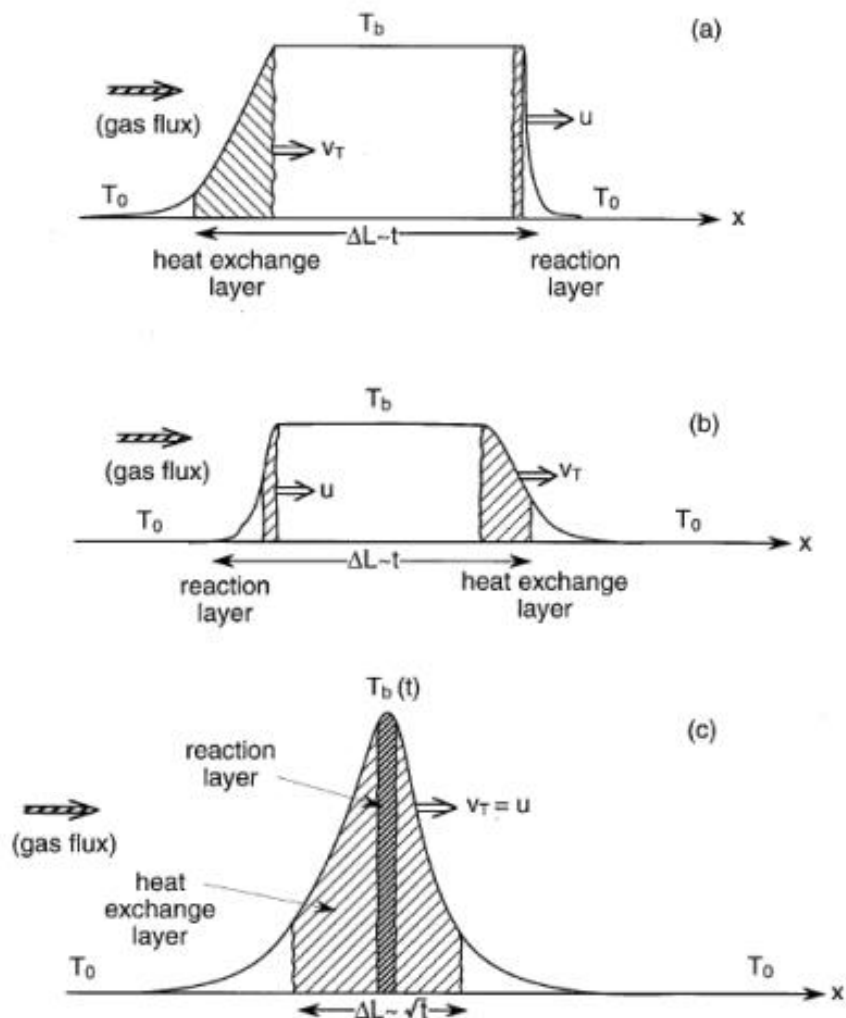 T_b
(a)
(gas flux)
u
v_T
T_0
T_0
x
ΔL~t
heat exchange
layer
reaction
layer
T_b
(b)
(gas flux)
v_T
u
T_0
T_0
x
ΔL~t
reaction
layer
heat exchange
layer
T_b (t)
(c)
reaction
layer
v_T = u
(gas flux)
heat
exchange
layer
T_0
T_0
x
ΔL~ √t